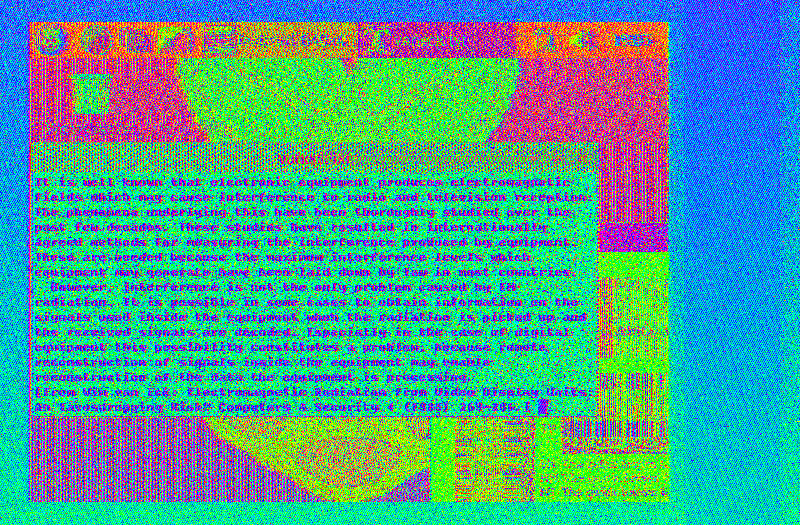 It is well known that electronic equipment produces electromagnetic
fields which may cause interference to radio and television reception.
The phenomena underlying this have been thoroughly studied over the
past few decades. These studies have resulted in internationally
agreed methods for measuring the interference produced by equipment.
These are needed because the maximum interference levels which
equipment may generate have been laid down by law in most countries.
However, interference is not the only problem caused by EM
radiation. It is possible in some cases to obtain information on the
signals used inside the equipment when the radiation is picked up and
the received signals are decoded. Especially in the case of digital
equipment this possibility constitutes a problem, because remote
reconstruction of signals inside the equipment may enable
reconstruction of the data the equipment is processing.
[From Wim van Eck: Electromagnetic Radiation from Video Display Units:
An Eavesdropping Risk? Computers & Security 4 (1985) 269-286.]